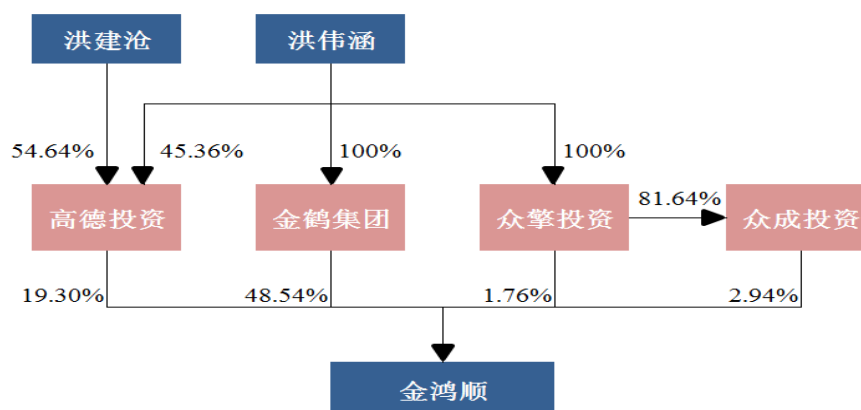 洪建沧
洪伟涵
54.64%
45.36%
100%
100%
高德投资
金鹤集团
众擎投资
81.64%
众成投资
19.30%
48.54%
1.76%
2.94%
金鸿顺